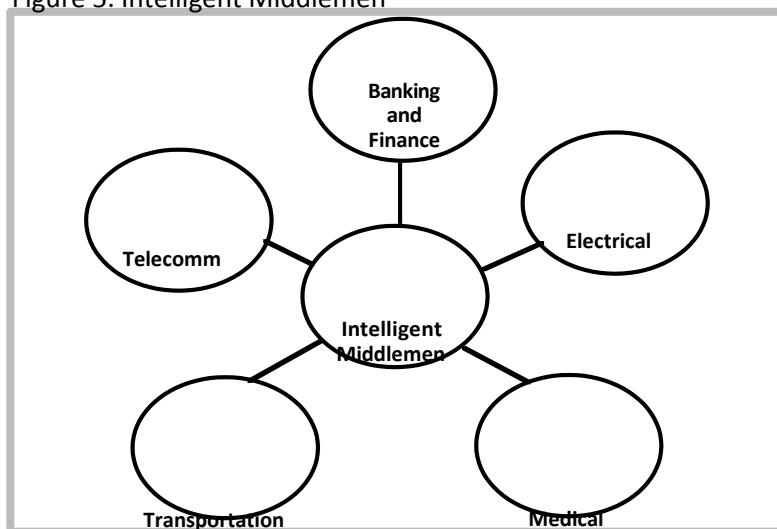 Figure 5. Intelligent Middlemen
Banking
and
Finance
Telecomm
Electrical
Intelligent
Middlemen
Transportation
Medical